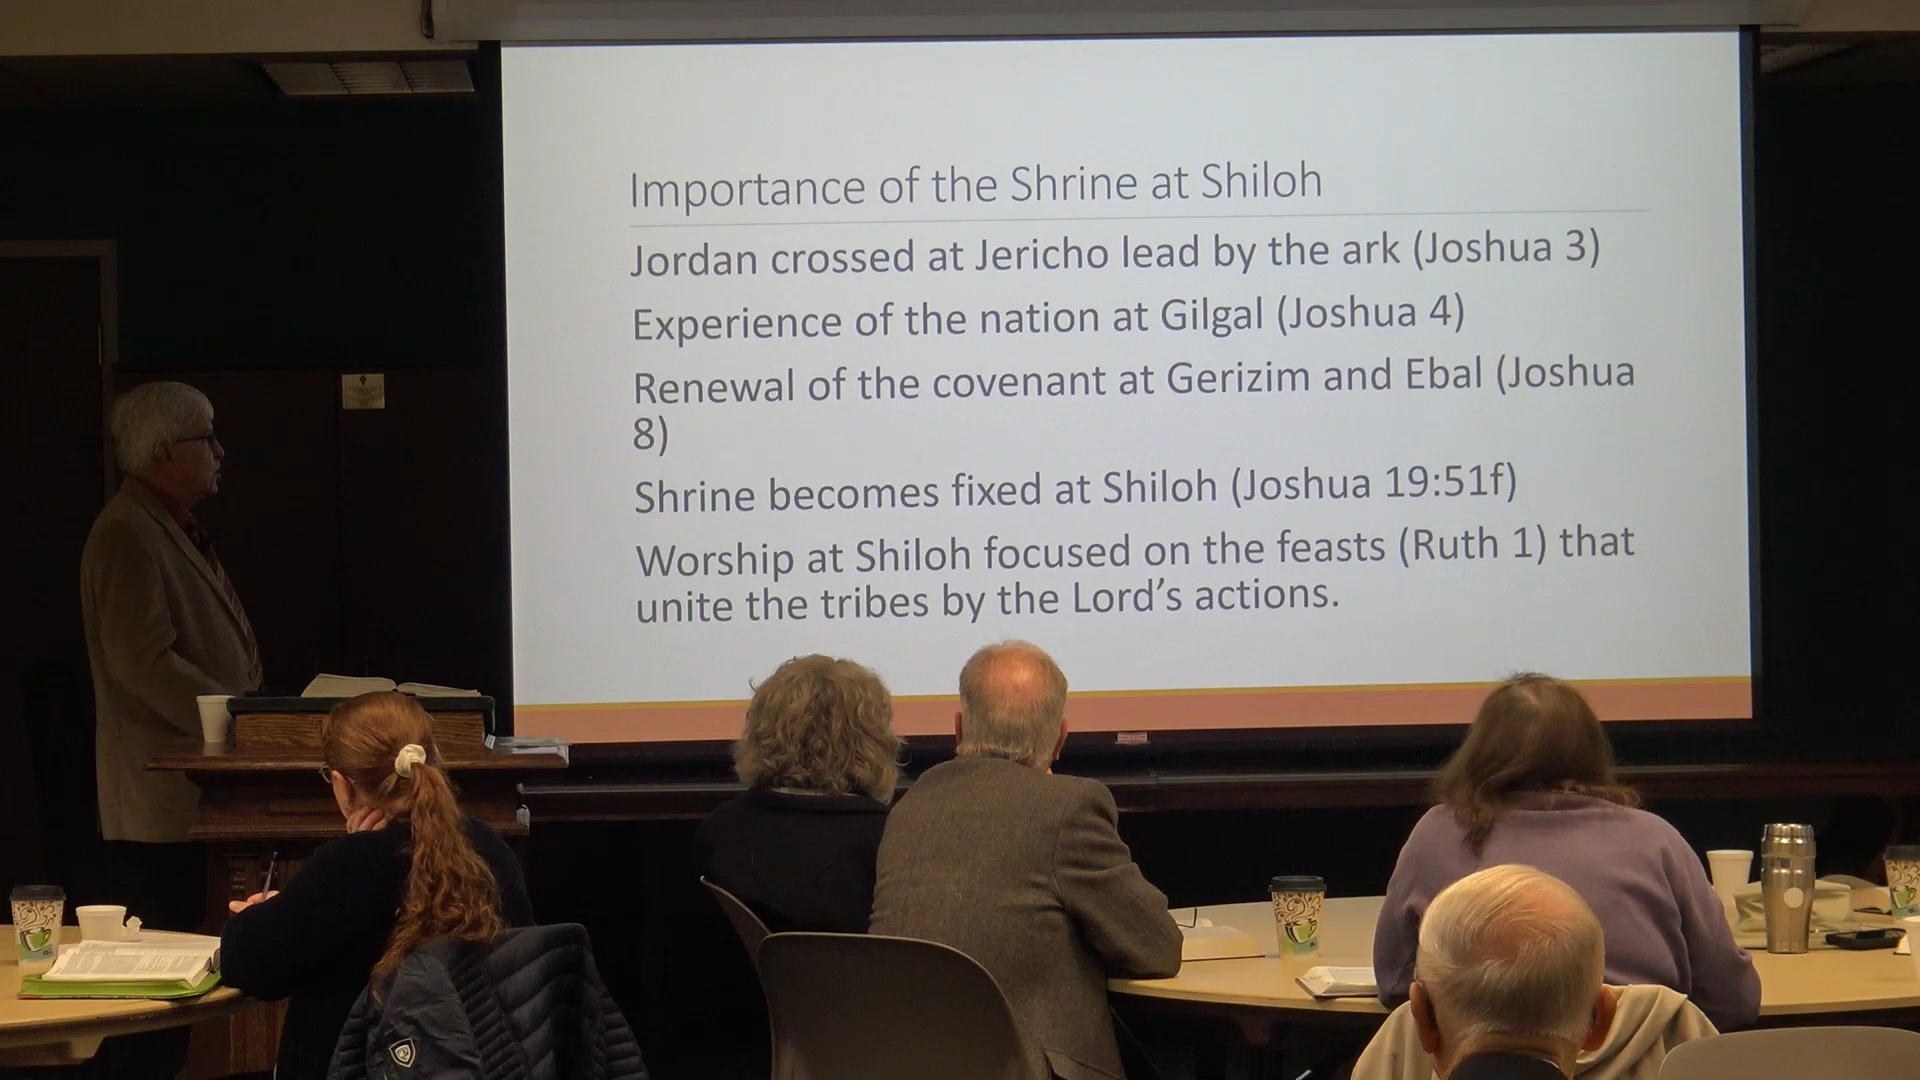 Importance of the Shrine at Shiloh
Jordan crossed at Jericho lead by the ark (Joshua 3)
Experience of the nation at Gilgal (Joshua 4)
Renewal of the covenant at Gerizim and Ebal (Joshua
8)
Shrine becomes fixed at Shiloh (Joshua 19:51f)
Worship at Shiloh focused on the feasts (Ruth 1) that
unite the tribes by the Lord's actions.